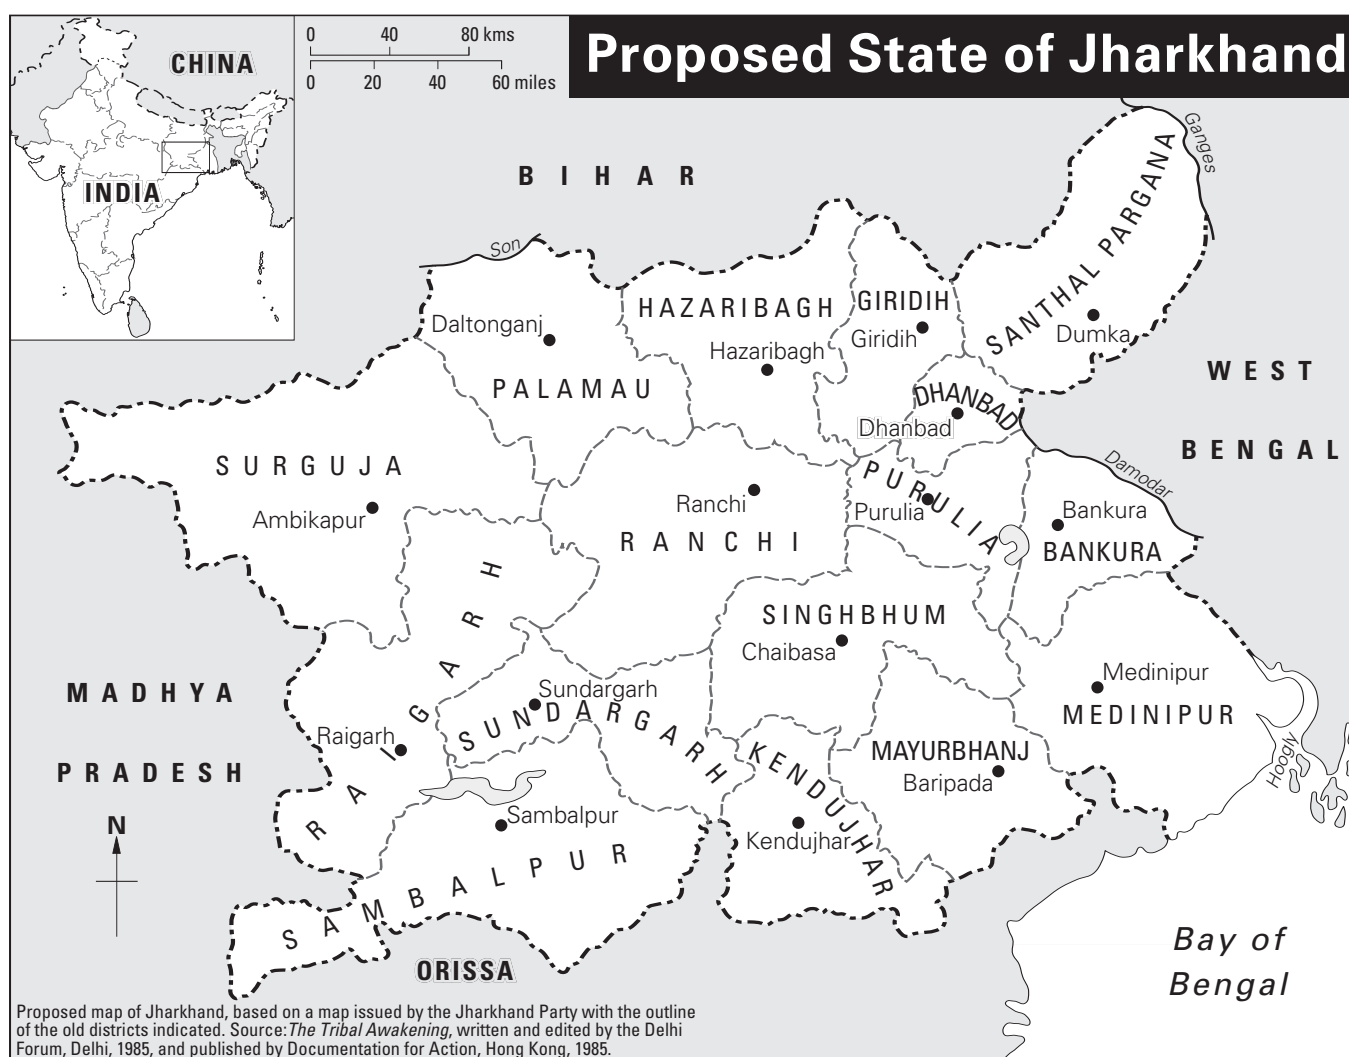 Proposed State of Jharkhand
0 40 80 kms
0 20 40 60 miles
CHINA
INDIA
BIHAR
Ganges
Son
SANTHAL PARGANA
Dumka
HAZARIBAGH
Hazaribagh
GIRIDIH
Giridih
Daltonganj
PALAMAU
DHANBAD
Dhanbad
WEST
BENGAL
Damodar
SURGUJA
Ambikapur
Ranchi
RANCHI
PURULIA
Purulia
Bankura
BANKURA
SINGHBHUM
Chaibasa
Medinipur
MEDINIPUR
MADHYA
PRADESH
RAIGARH
Raigarh
Sundargarh
SUNDARGARH
KENDUJHAR
Kendujhar
MAYURBHANJ
Baripada
Hoogly
N
Sambalpur
SAMBALPUR
ORISSA
Bay of
Bengal
Proposed map of Jharkhand, based on a map issued by the Jharkhand Party with the outline
of the old districts indicated. Source: The Tribal Awakening, written and edited by the Delhi
Forum, Delhi, 1985, and published by Documentation for Action, Hong Kong, 1985.